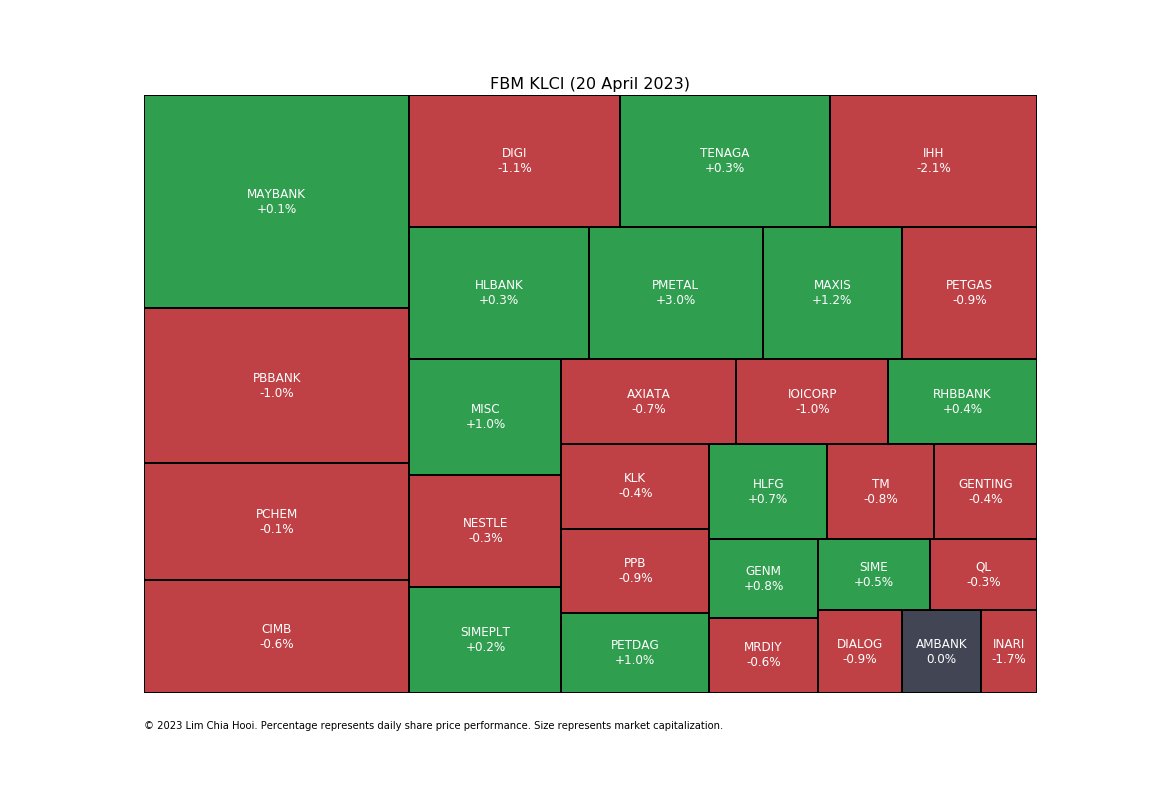 FBM KLCI (20 April 2023)
MAYBANK
+0.1%
PBBANK
-1.0%
PCHEM
-0.1%
CIMB
-0.6%
DIGI
-1.1%
TENAGA
+0.3%
IHH
-2.1%
HLBANK
+0.3%
PMETAL
+3.0%
MAXIS
+1.2%
PETGAS
-0.9%
MISC
+1.0%
NESTLE
-0.3%
SIMEPLT
+0.2%
AXIATA
-0.7%
IOICORP
-1.0%
RHBBANK
+0.4%
KLK
-0.4%
PPB
-0.9%
PETDAG
+1.0%
HLFG
+0.7%
TM
-0.8%
GENTING
-0.4%
GENM
+0.8%
MRDIY
-0.6%
SIME
+0.5%
QL
-0.3%
DIALOG
-0.9%
AMBANK
0.0%
INARI
-1.7%
© 2023 Lim Chia Hooi. Percentage represents daily share price performance. Size represents market capitalization.